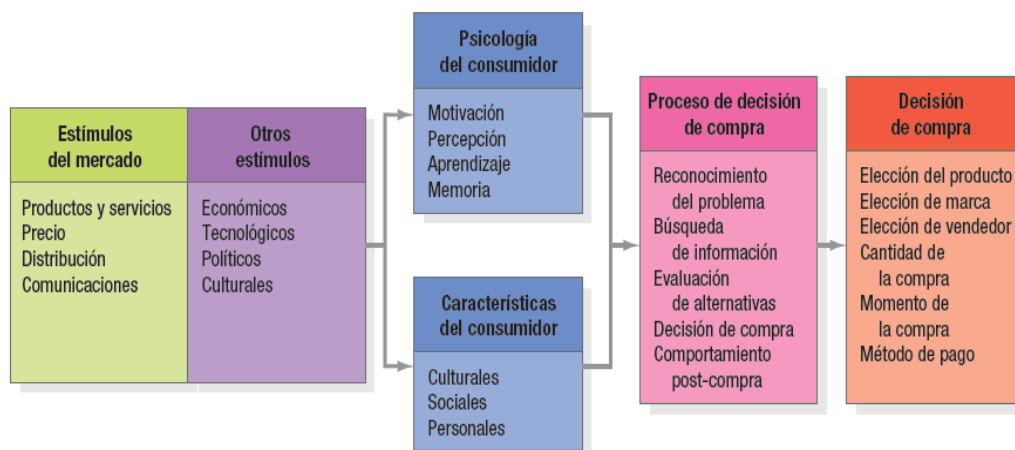 Estímulos
del mercado
Productos y servicios
Precio
Distribución
Comunicaciones
Otros
estímulos
Económicos
Tecnológicos
Políticos
Culturales
Psicología
del consumidor
Motivación
Percepción
Aprendizaje
Memoria
Características
del consumidor
Culturales
Sociales
Personales
Proceso de decisión
de compra
Reconocimiento
del problema
Búsqueda
de información
Evaluación
de alternativas
Decisión de compra
Comportamiento
post-compra
Decisión
de compra
Elección del producto
Elección de marca
Elección de vendedor
Cantidad de
la compra
Momento de
la compra
Método de pago